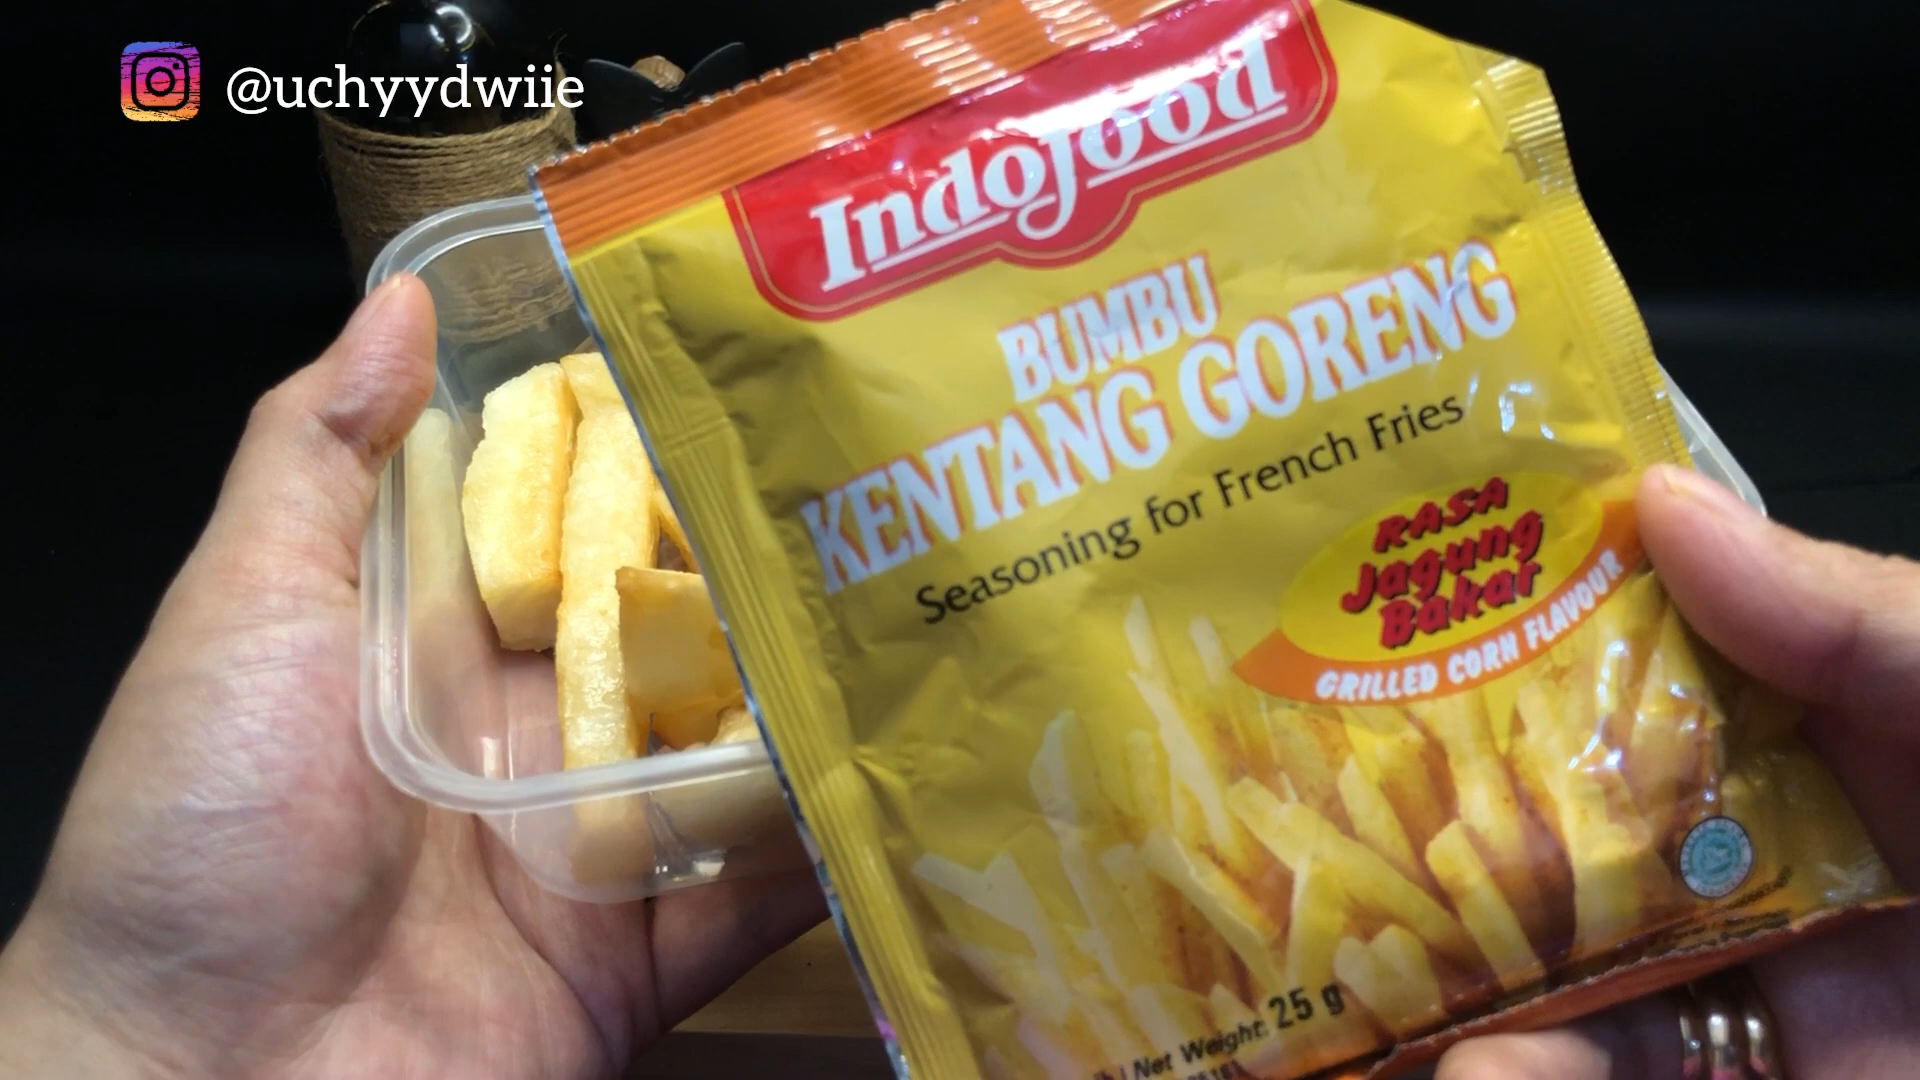 @uchyydwiie
Indofood
BUMBU
KENTANG GORENG
Seasoning for French Fries
RASA
Jagung
Bakar
GRILLED CORN FLAVOUR
Net Weight: 25 g